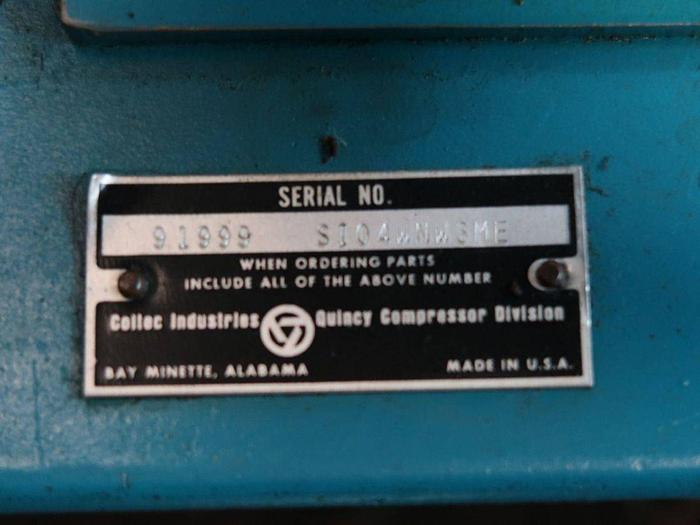 SERIAL NO.
91999 SI04WNW3ME
WHEN ORDERING PARTS
INCLUDE ALL OF THE ABOVE NUMBER
Coltec Industries Quincy Compressor Division
BAY MINETTE, ALABAMA MADE IN U.S.A.